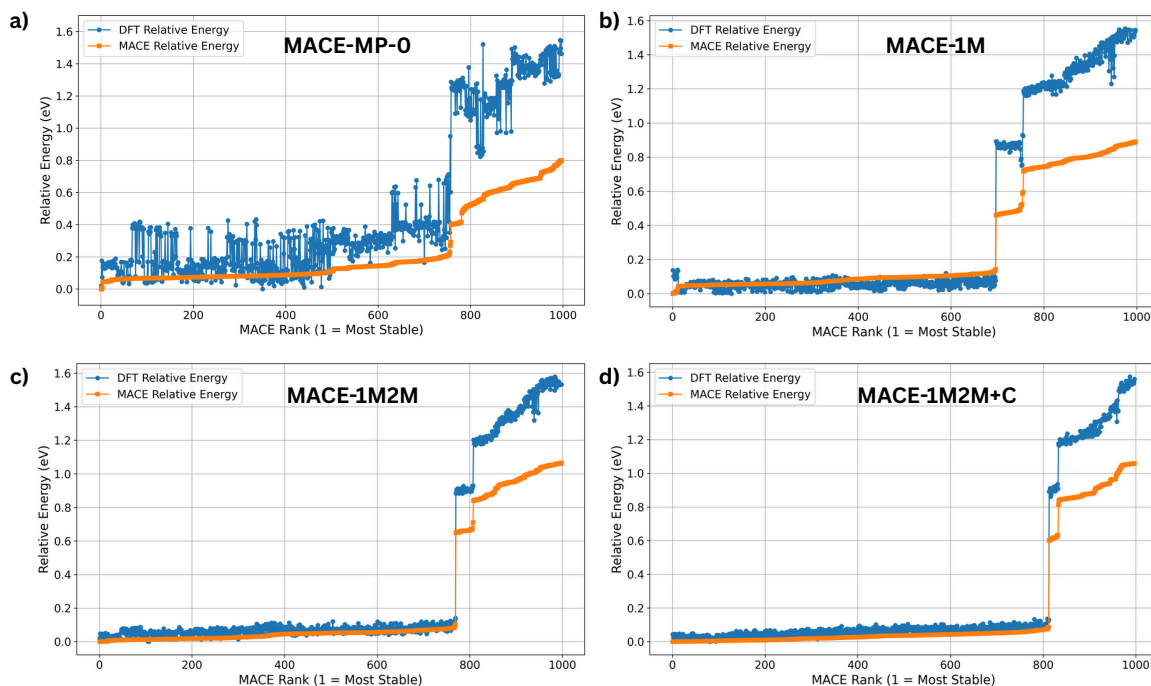 a)
MACE-MP-0
DFT Relative Energy
MACE Relative Energy
Relative Energy (eV)
1.6
1.4
1.2
1.0
0.8
0.6
0.4
0.2
0.0
0 200 400 600 800 1000
MACE Rank (1 = Most Stable)
b)
MACE-1M
DFT Relative Energy
MACE Relative Energy
Relative Energy (eV)
1.6
1.4
1.2
1.0
0.8
0.6
0.4
0.2
0.0
0 200 400 600 800 1000
MACE Rank (1 = Most Stable)
c)
MACE-1M2M
DFT Relative Energy
MACE Relative Energy
Relative Energy (eV)
1.6
1.4
1.2
1.0
0.8
0.6
0.4
0.2
0.0
0 200 400 600 800 1000
MACE Rank (1 = Most Stable)
d)
MACE-1M2M+C
DFT Relative Energy
MACE Relative Energy
Relative Energy (eV)
1.6
1.4
1.2
1.0
0.8
0.6
0.4
0.2
0.0
0 200 400 600 800 1000
MACE Rank (1 = Most Stable)